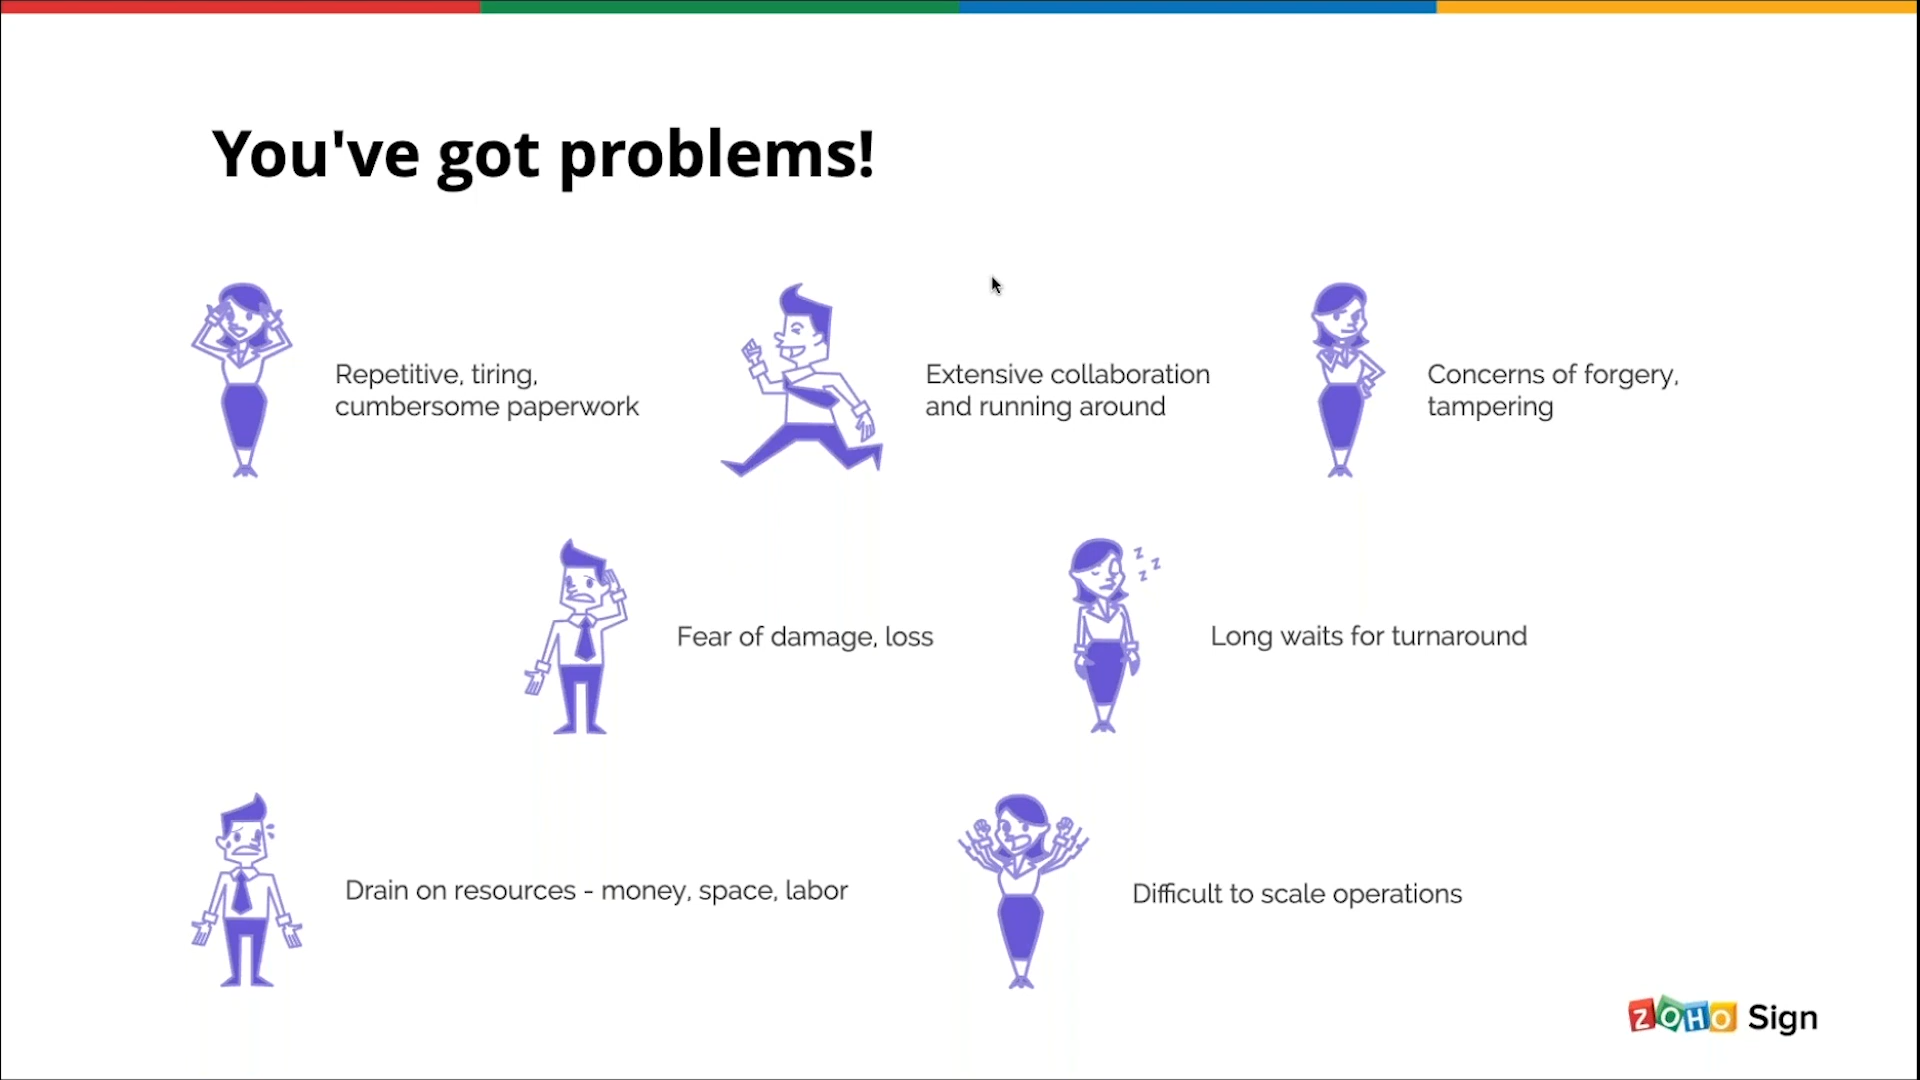 You've got problems!
Repetitive, tiring,
cumbersome paperwork
Extensive collaboration
and running around
Concerns of forgery,
tampering
Fear of damage, loss
z z z z
Long waits for turnaround
Drain on resources - money, space, labor
Difficult to scale operations
ZOHO Sign